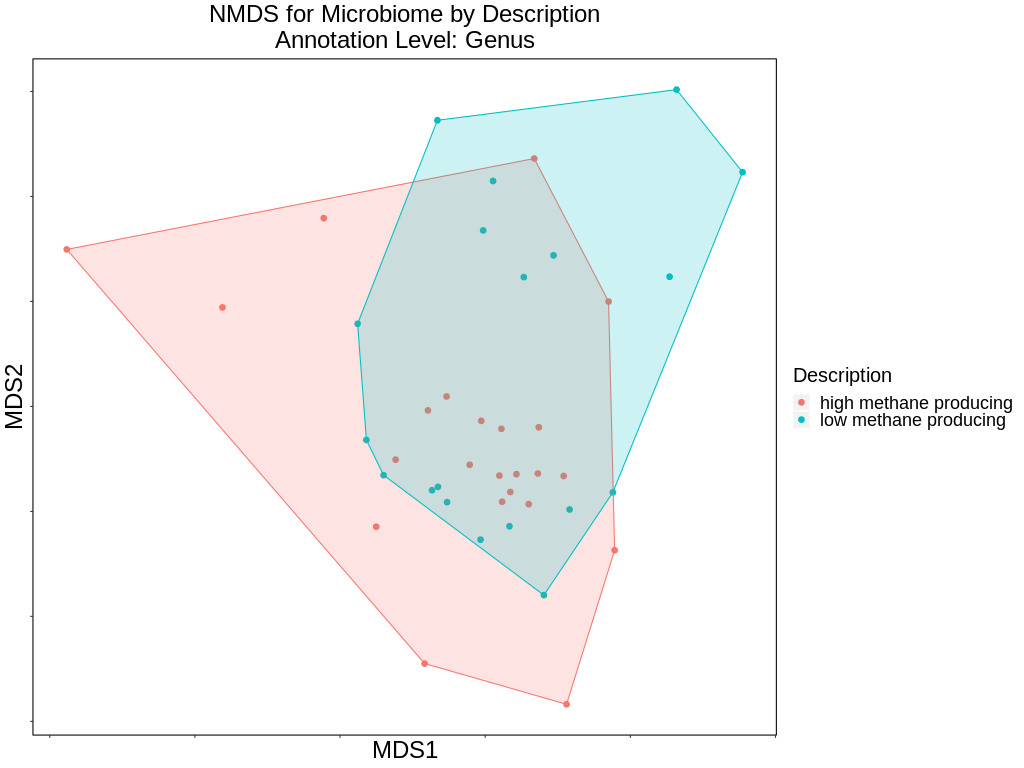 NMDS for Microbiome by Description
Annotation Level: Genus
MDS2
MDS1
Description
high methane producing
low methane producing